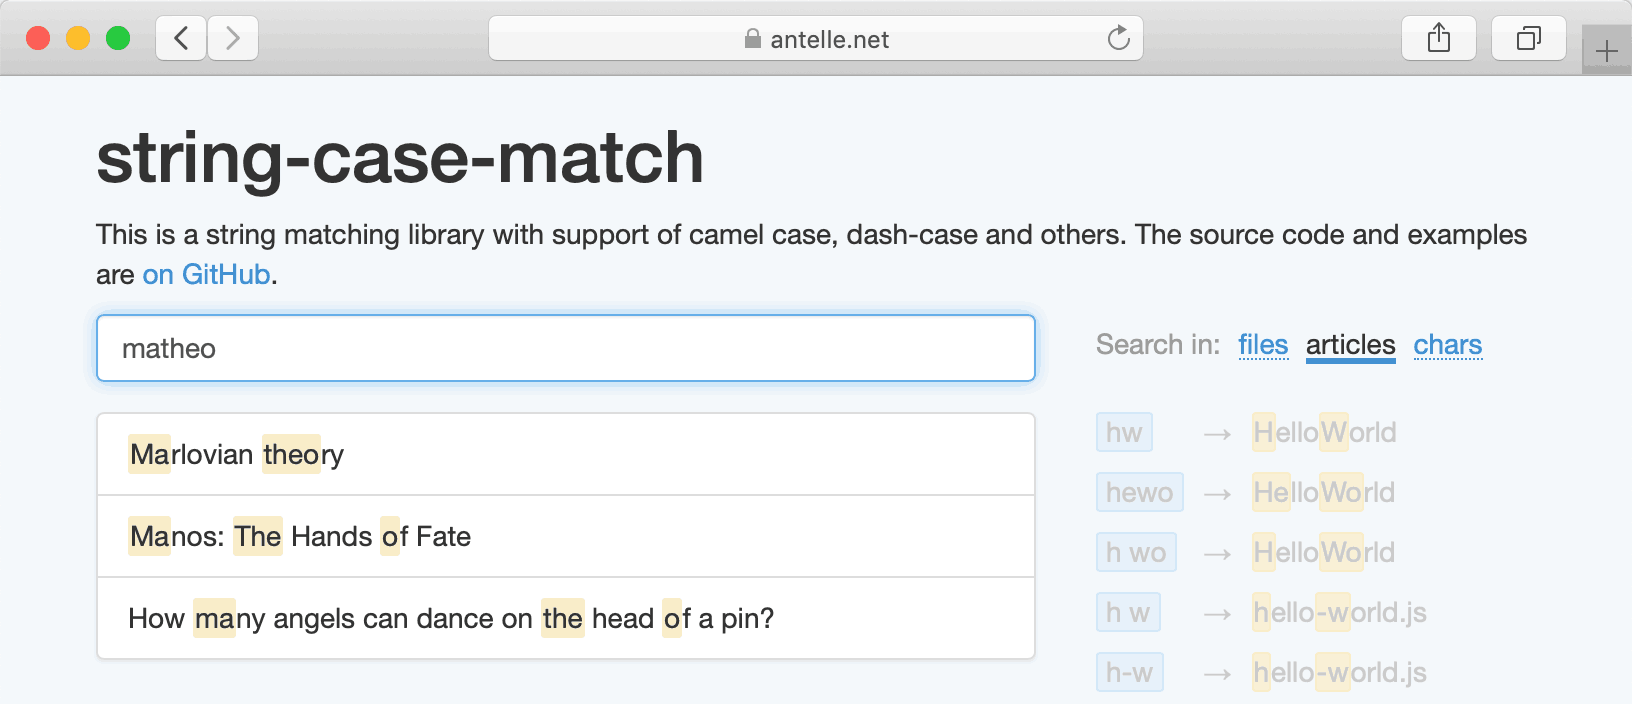 antelle.net
string-case-match
This is a string matching library with support of camel case, dash-case and others. The source code and examples
are on GitHub.
matheo
Search in: files articles chars
Marlovian theory
Manos: The Hands of Fate
How many angels can dance on the head of a pin?
hw → HelloWorld
hewo → HelloWorld
h wo → HelloWorld
h w → hello-world.js
h-w → hello-world.js